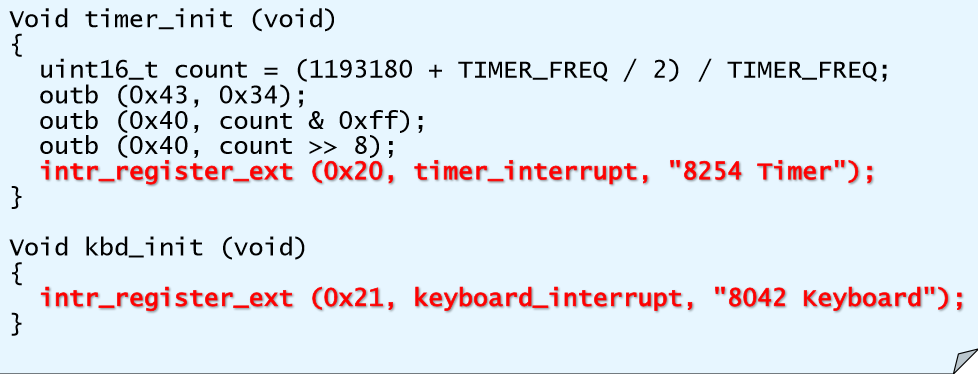 Void timer_init (void)
{
  uint16_t count = (1193180 + TIMER_FREQ / 2) / TIMER_FREQ;
  outb (0x43, 0x34);
  outb (0x40, count & 0xff);
  outb (0x40, count >> 8);
  intr_register_ext (0x20, timer_interrupt, "8254 Timer");
}

Void kbd_init (void)
{
  intr_register_ext (0x21, keyboard_interrupt, "8042 Keyboard");
}